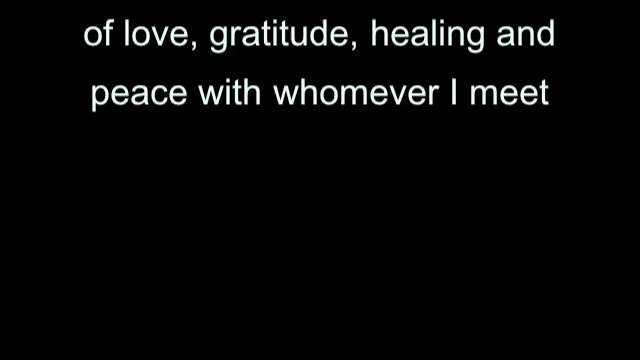 of love, gratitude, healing and
peace with whomever I meet